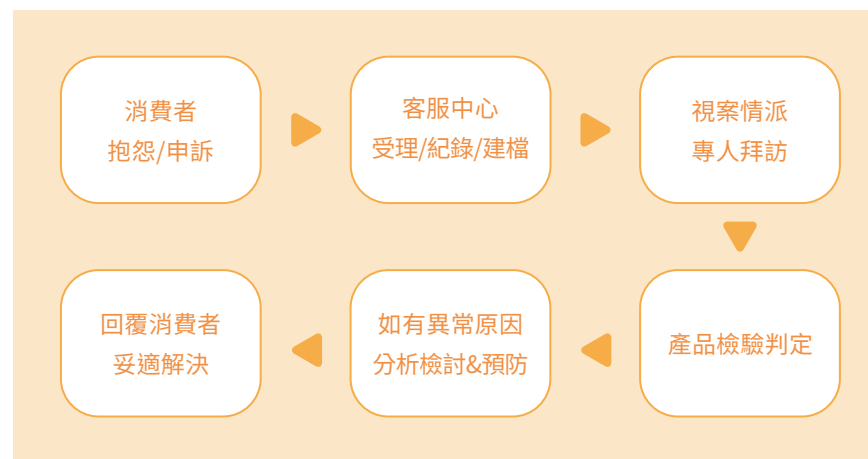 消費者
抱怨/申訴
客服中心
受理/紀錄/建檔
視案情派
專人拜訪
產品檢驗判定
如有異常原因
分析檢討&預防
回覆消費者
妥適解決